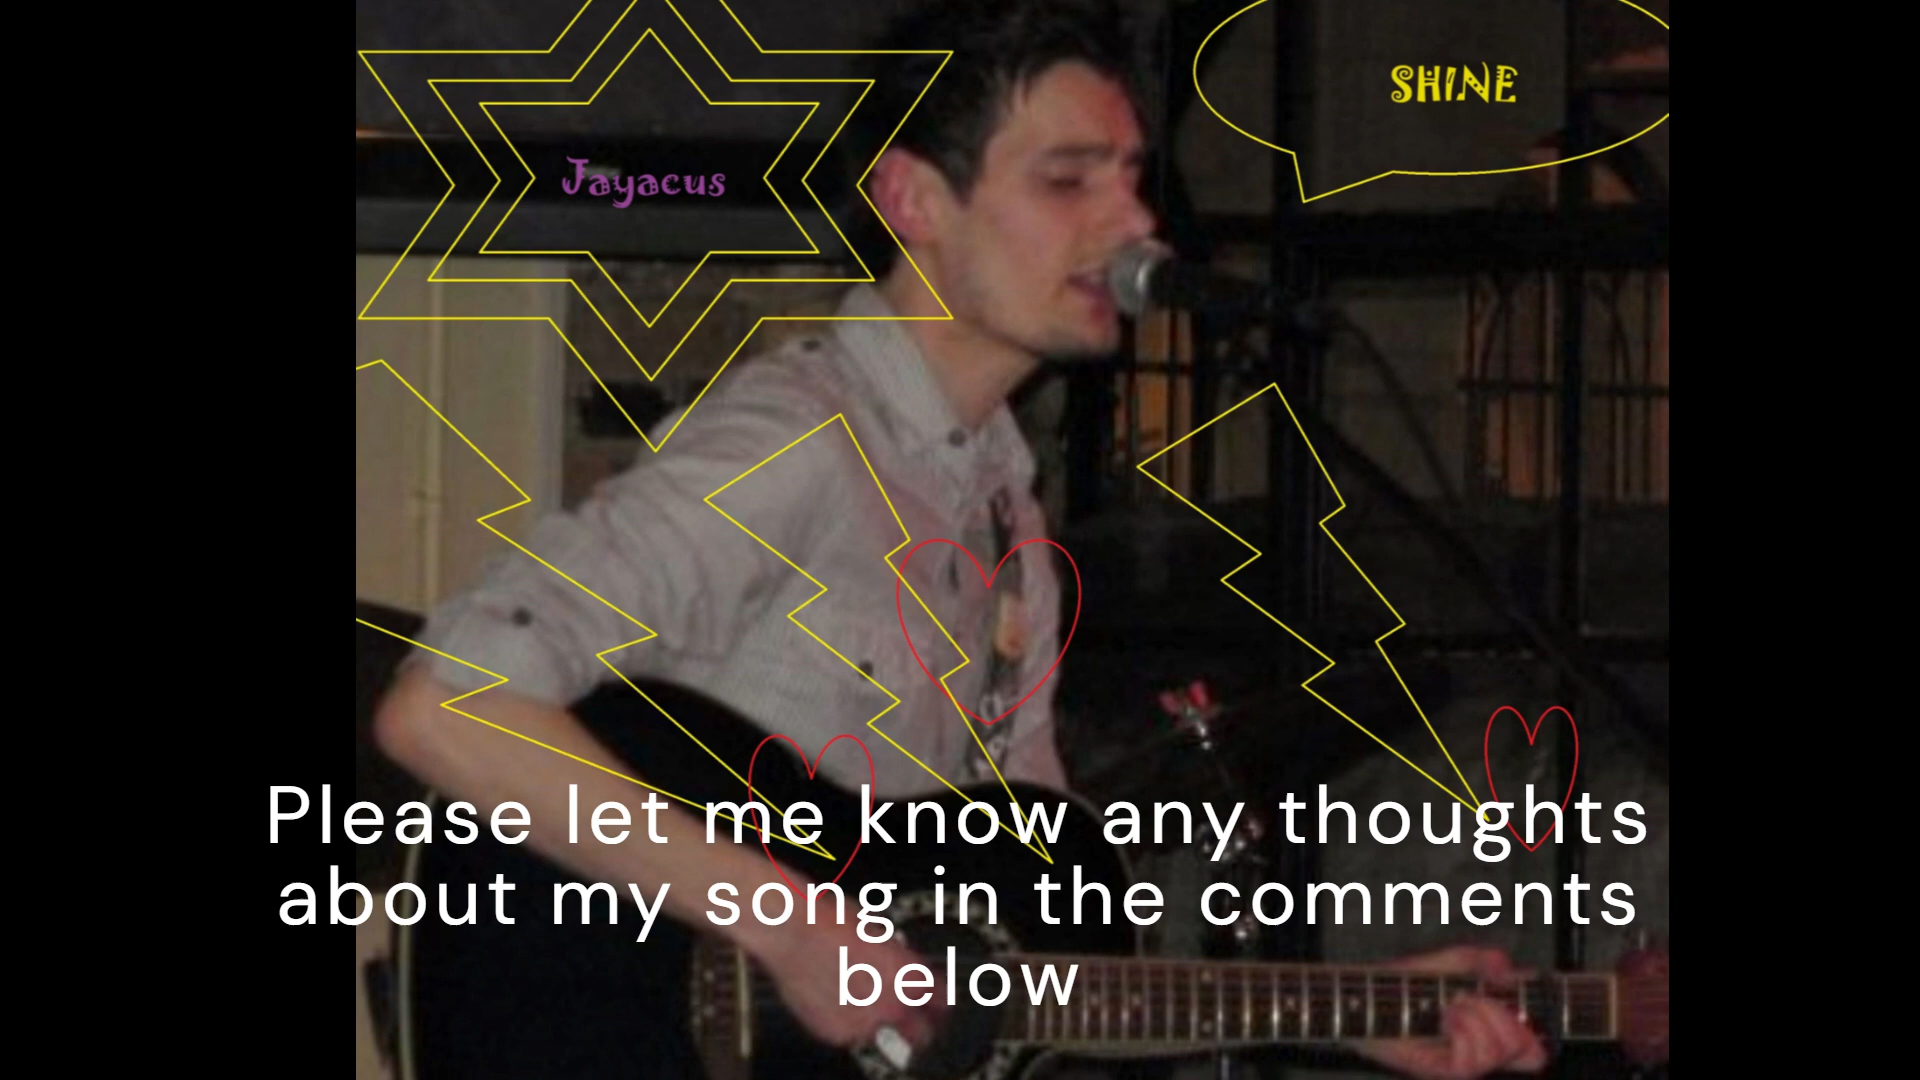 SHINE
Jayacus
Please let me know any thoughts
about my song in the comments
below